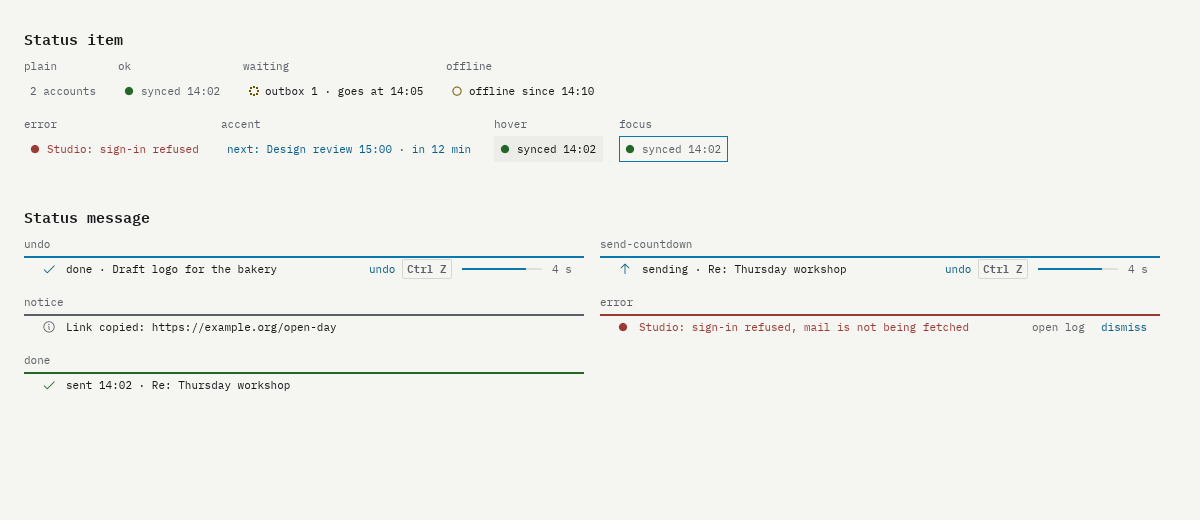 Status item
plain ok waiting offline
2 accounts synced 14:02 outbox 1 · goes at 14:05 offline since 14:10
error accent hover focus
Studio: sign-in refused next: Design review 15:00 · in 12 min synced 14:02 synced 14:02
Status message
undo send-countdown
done · Draft logo for the bakery undo Ctrl Z 4 s sending · Re: Thursday workshop undo Ctrl Z 4 s
notice error
Link copied: https://example.org/open-day Studio: sign-in refused, mail is not being fetched open log dismiss
done
sent 14:02 · Re: Thursday workshop